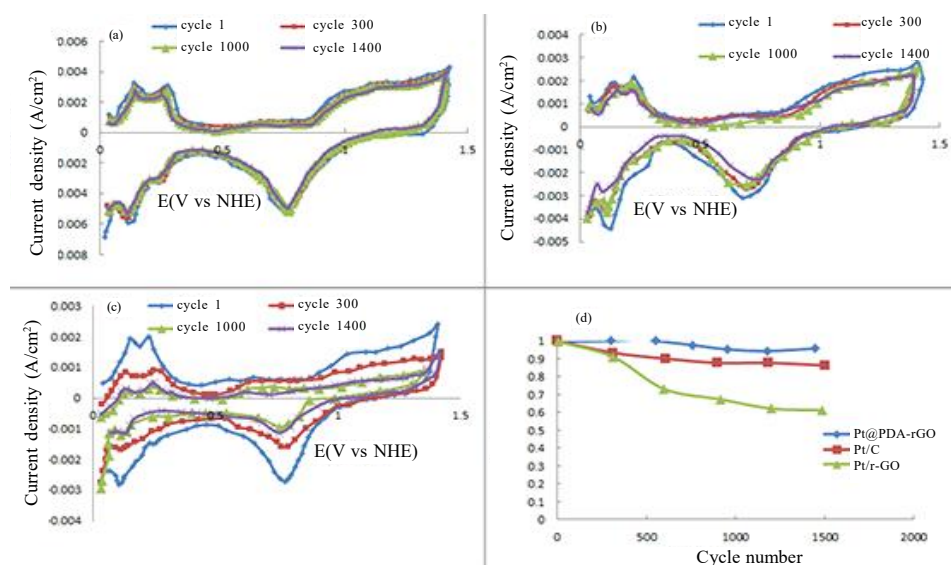 (a)
cycle 1
cycle 300
cycle 1000
cycle 1400
0.006
0.004
0.002
0
0.002
0.004
0.006
0.008
0.5
1
1.5
Current density (A/cm²)
E(V vs NHE)
(b)
cycle 1
cycle 300
cycle 1000
cycle 1400
0.005
0.004
0.003
0.002
0.001
0
-0.001
-0.002
-0.003
-0.004
-0.005
0.5
1
1.5
Current density (A/cm²)
E(V vs NHE)
(c)
cycle 1
cycle 300
cycle 1000
cycle 1400
0.003
0.002
0.001
0
-0.001
-0.002
-0.003
-0.004
0
0.5
1
1.5
Current density (A/cm²)
E(V vs NHE)
(d)
1
0.9
0.8
0.7
0.6
0.5
0.4
0.3
0.2
0.1
0
0
500
1000
1500
2000
Pt@PDA-rGO
Pt/C
Pt/r-GO
Cycle number